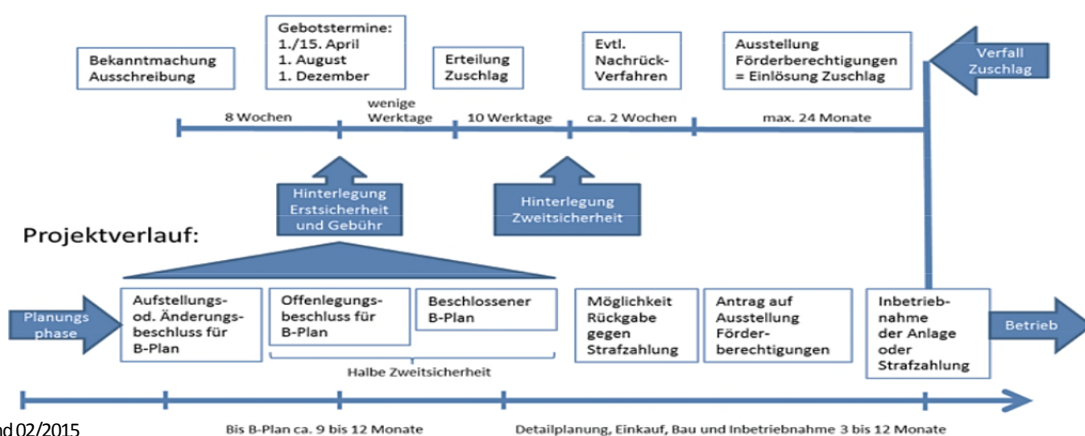 Gebotstermine:
1./15. April
1. August
1. Dezember
Bekanntmachung
Ausschreibung
Erteilung
Zuschlag
Evtl.
Nachrück-
Verfahren
Ausstellung
Förderberechtigungen
= Einlösung Zuschlag
Verfall
Zuschlag
8 Wochen
wenige
Werktage
10 Werktage
ca. 2 Wochen
max. 24 Monate
Hinterlegung
Erstsicherheit
und Gebühr
Hinterlegung
Zweitsicherheit
Projektverlauf:
Planungs
phase
Aufstellungs-
od. Änderungs-
beschluss für
B-Plan
Offenlegungs-
beschluss für
B-Plan
Beschlossener
B-Plan
Möglichkeit
Rückgabe
gegen
Strafzahlung
Antrag auf
Ausstellung
Förder-
berechtigungen
Inbetrieb-
nahme
der Anlage
oder
Strafzahlung
Betrieb
Halbe Zweitsicherheit
nd 02/2015
Bis B-Plan ca. 9 bis 12 Monate
Detailplanung, Einkauf, Bau und Inbetriebnahme 3 bis 12 Monate